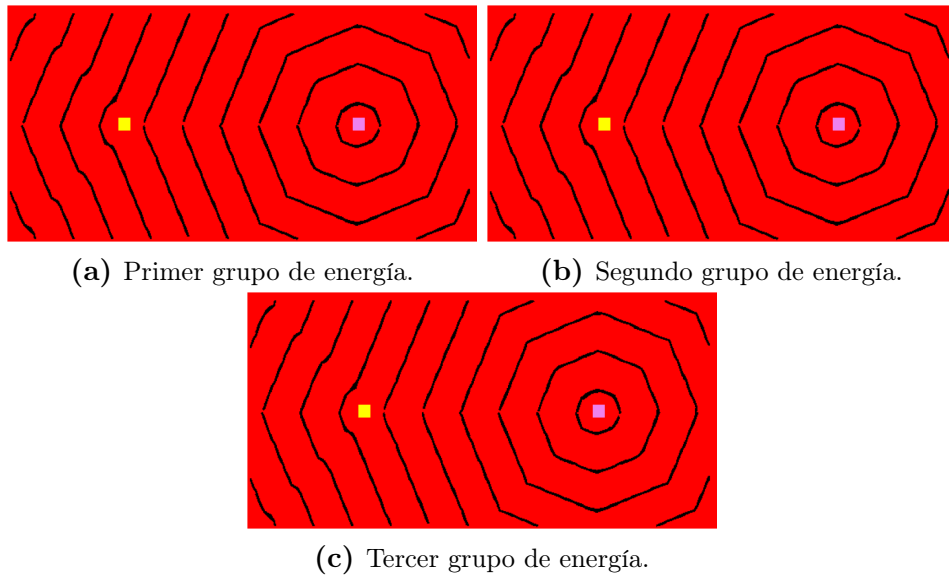 (a) Primer grupo de energía.
(b) Segundo grupo de energía.
(c) Tercer grupo de energía.